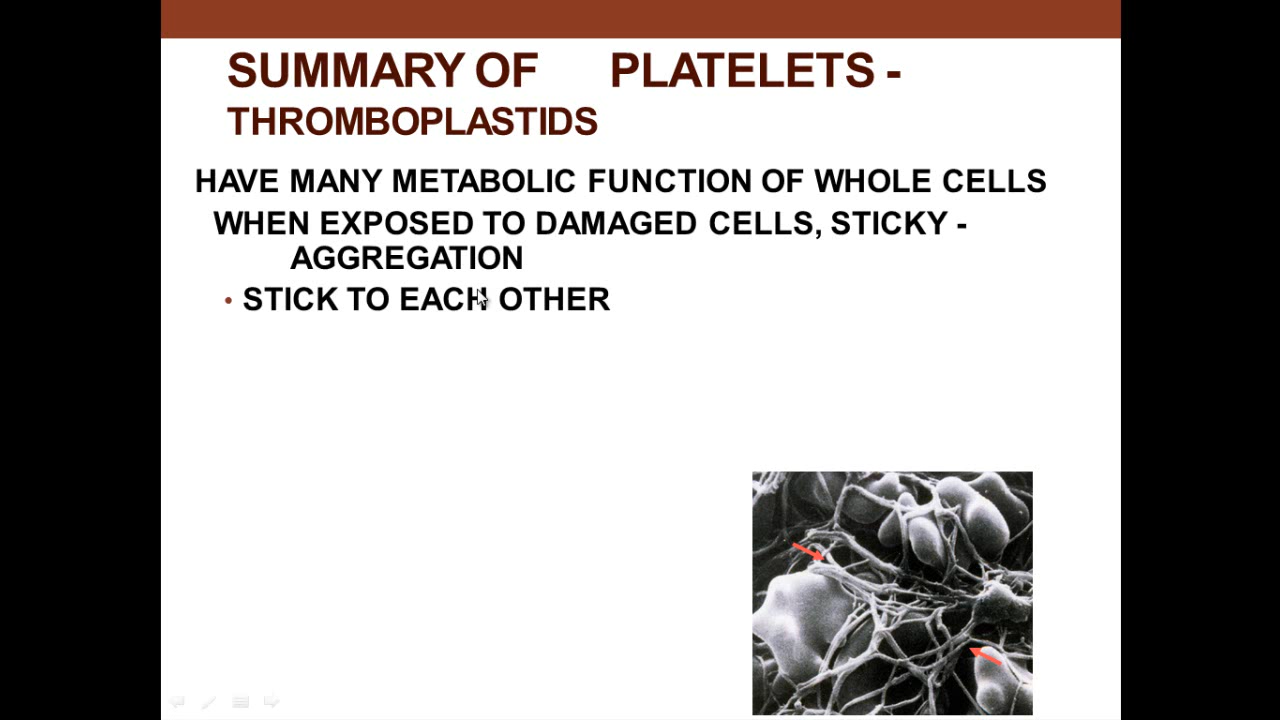 SUMMARY OF PLATELETS -
THROMBOPLASTIDS
HAVE MANY METABOLIC FUNCTION OF WHOLE CELLS
WHEN EXPOSED TO DAMAGED CELLS, STICKY -
AGGREGATION
• STICK TO EACH OTHER